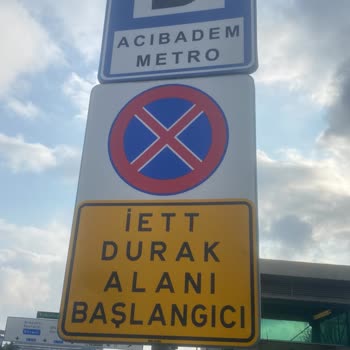 ACIBADEM
METRO
İETT
DURAK
ALANI
BAŞLANGICI